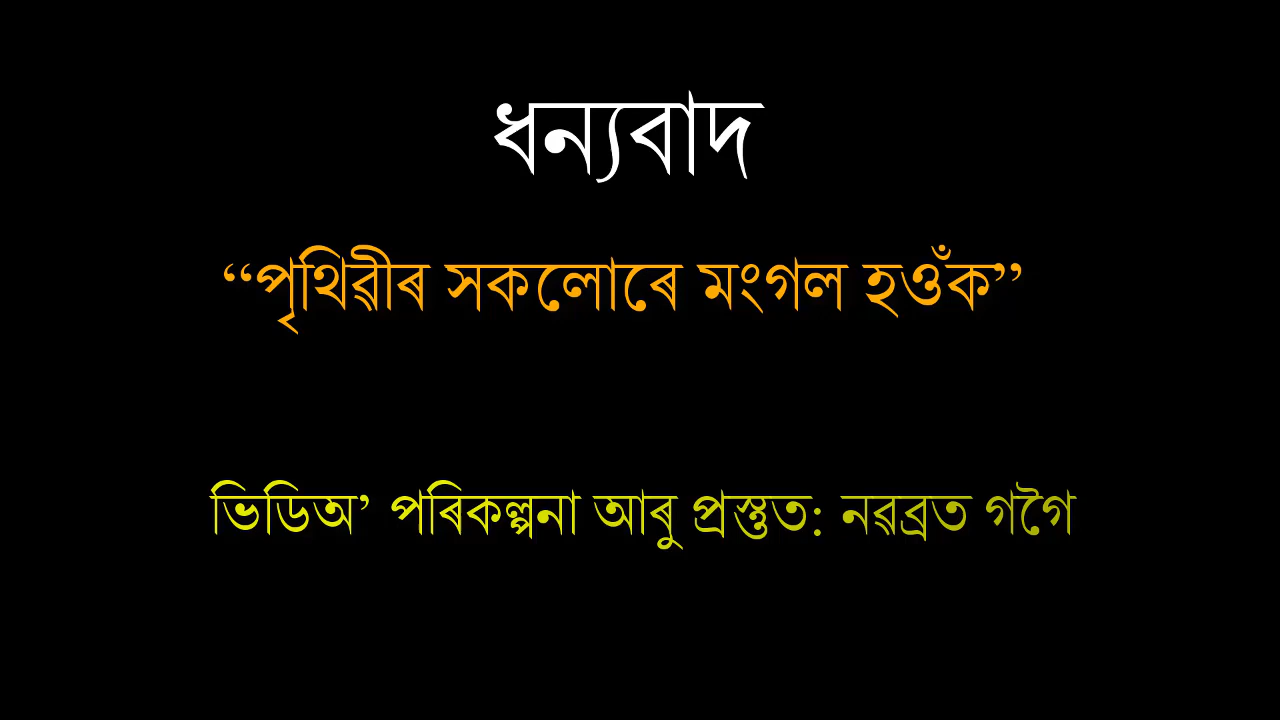 ধন্যবাদ
“পৃথিৱীৰ সকলোৰে মংগল হওঁক”
ভিডিঅ’ পৰিকল্পনা আৰু প্ৰস্তুত: নৱব্ৰত গগৈ